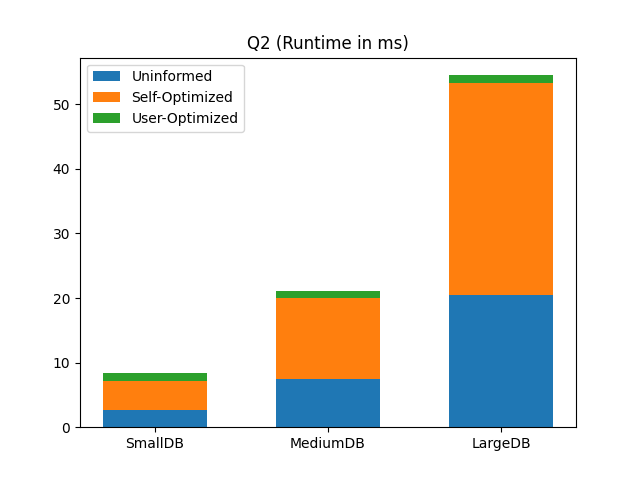 Q2 (Runtime in ms)
Uninformed
Self-Optimized
User-Optimized
50
40
30
20
10
0
SmallDB MediumDB LargeDB